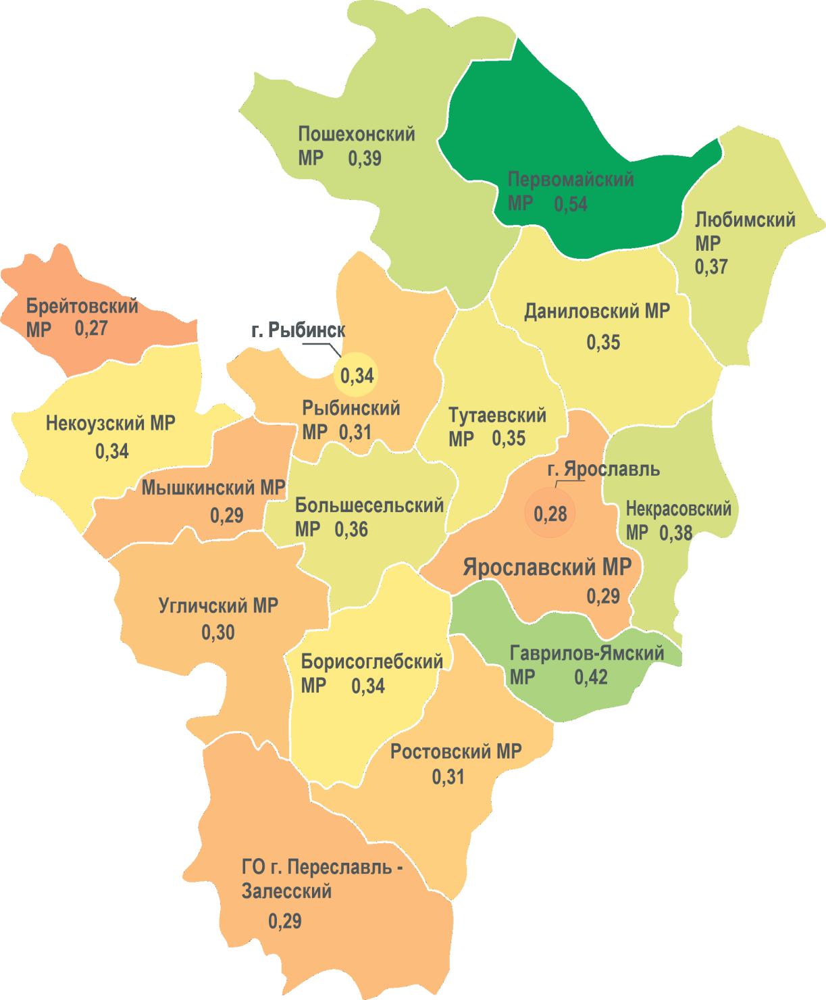 Пошехонский
МР 0,39
Первомайский
МР 0,54
Любимский
МР
0,37
Брейтовский
МР 0,27
г. Рыбинск
0,34
Даниловский МР
0,35
Рыбинский
МР 0,31
Тутаевский
МР 0,35
Некоузский МР
0,34
г. Ярославль
0,28
Мышкинский МР
0,29
Большесельский
МР 0,36
Некрасовский
МР 0,38
Ярославский МР
0,29
Угличский МР
0,30
Гаврилов-Ямский
МР 0,42
Борисоглебский
МР 0,34
Ростовский МР
0,31
ГО г. Переславль -
Залесский
0,29